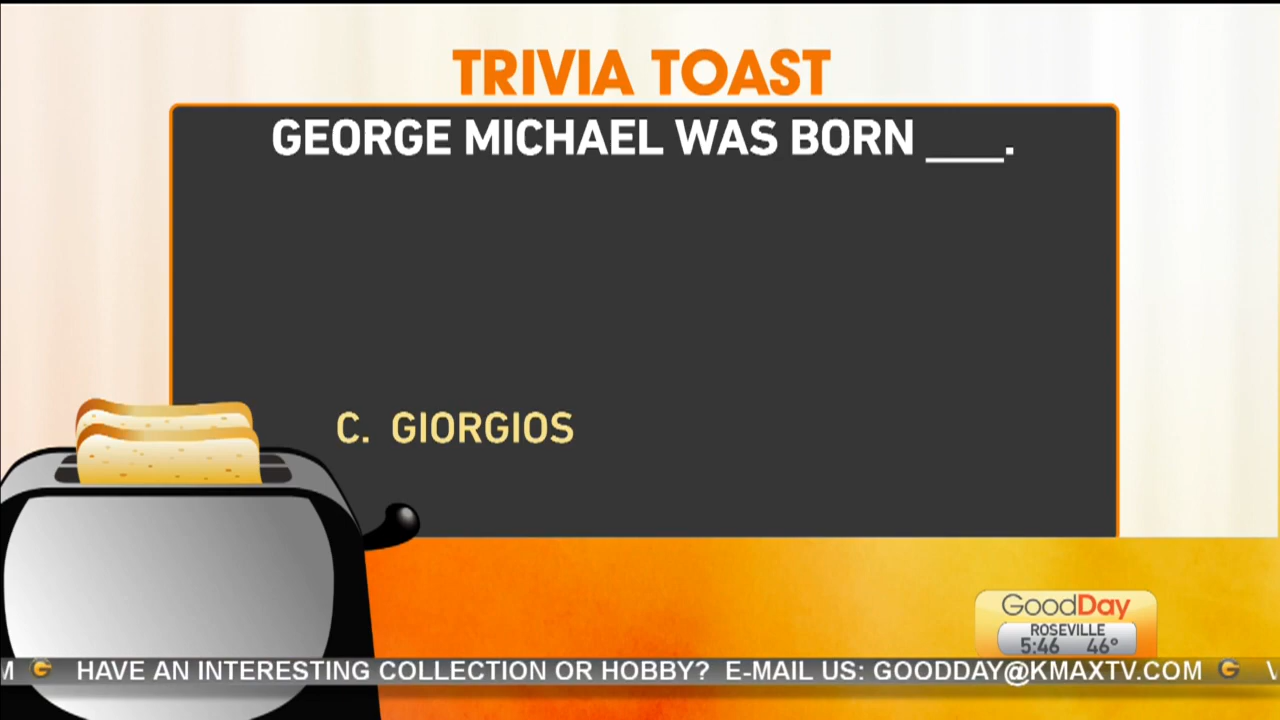 TRIVIA TOAST
GEORGE MICHAEL WAS BORN ____.
C. GIORGIOS
GoodDay
ROSEVILLE
5:46 46°
M G HAVE AN INTERESTING COLLECTION OR HOBBY? E-MAIL US: GOODDAY@KMAXTV.COM G